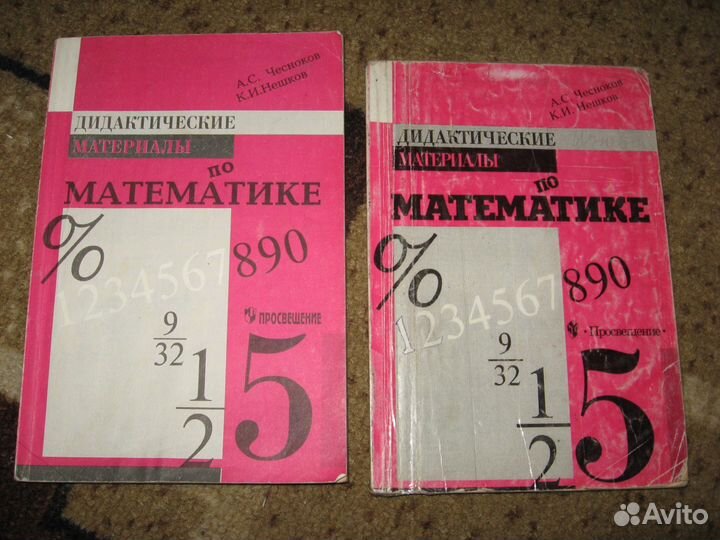 А.С. Чесноков
К.И.Нешков
ДИДАКТИЧЕСКИЕ
МАТЕРИАЛЫ
по
МАТЕМАТИКЕ
%
1234567890
9
32
1
2
ПРОСВЕЩЕНИЕ
5
А.С. Чесноков
К.И. Нешков
ДИДАКТИЧЕСКИЕ
МАТЕРИАЛЫ
по
МАТЕМАТИКЕ
%
1234567890
9
32
1
2
• Просвещение •
5
Avito